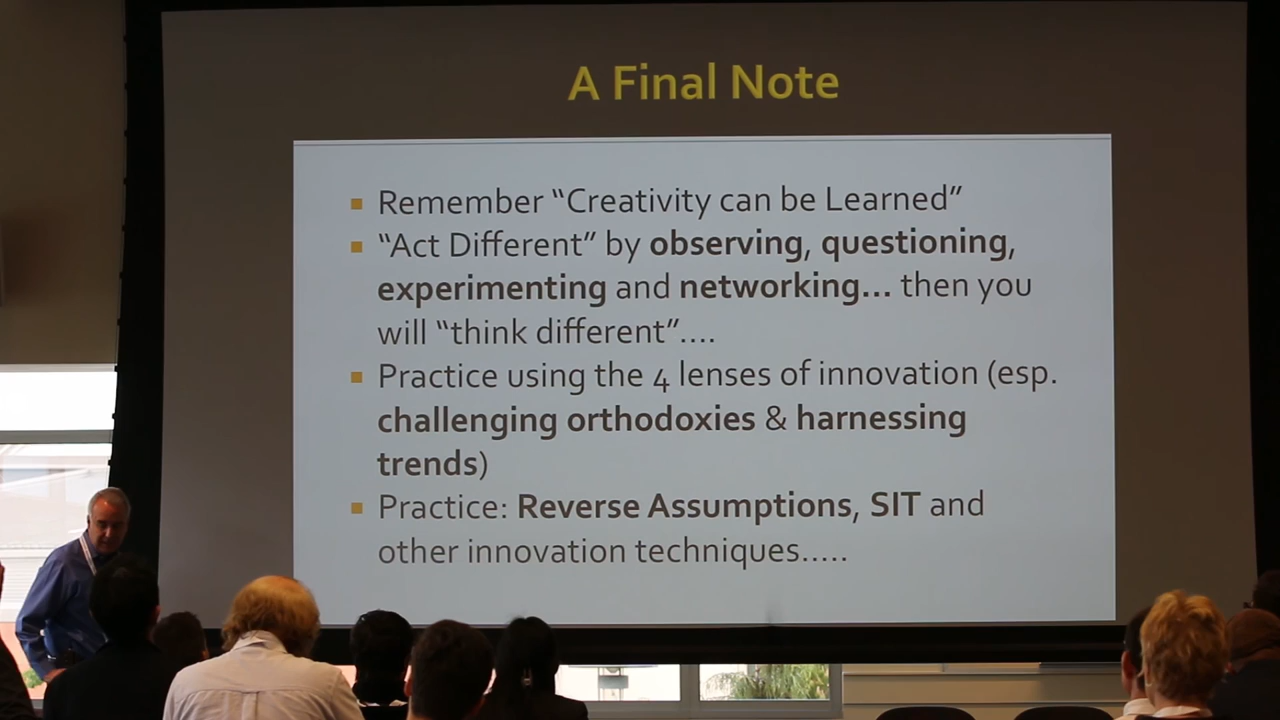 A Final Note
▪ Remember “Creativity can be Learned”
▪ “Act Different” by observing, questioning,
experimenting and networking... then you
will “think different”....
▪ Practice using the 4 lenses of innovation (esp.
challenging orthodoxies & harnessing
trends)
▪ Practice: Reverse Assumptions, SIT and
other innovation techniques.....